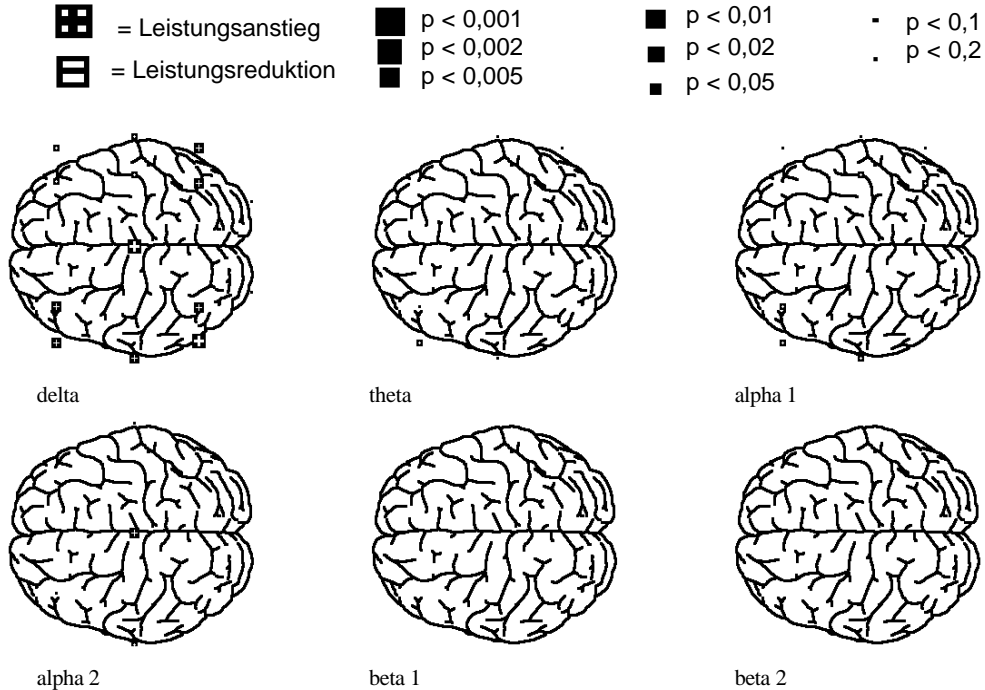 = Leistungsanstieg
= Leistungsreduktion
p < 0,001
p < 0,002
p < 0,005
p < 0,01
p < 0,02
p < 0,05
p < 0,1
p < 0,2
delta
theta
alpha 1
alpha 2
beta 1
beta 2